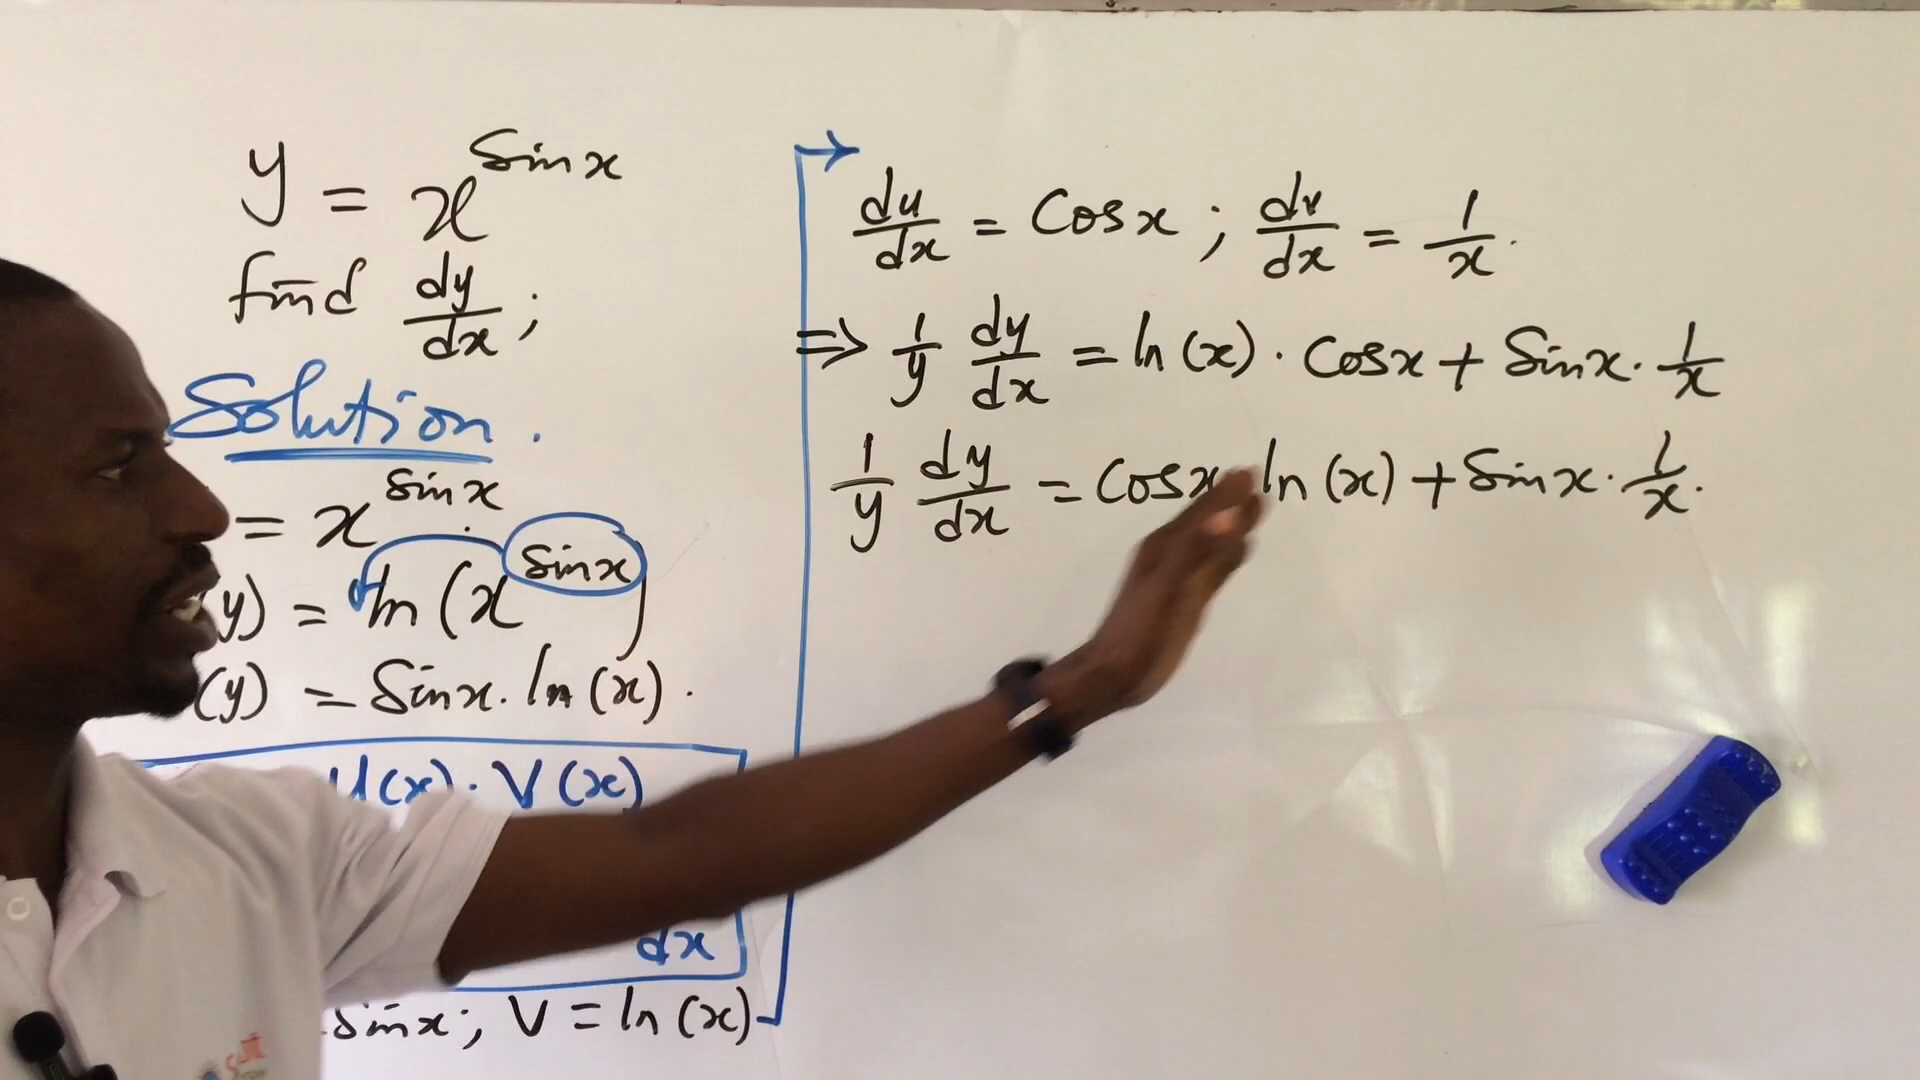 y = x^sinx
find dy/dx;
Solution.
= x^sinx
y) = ln(x^sinx)
(y) = Sinx. ln(x).
U(x). V(x)
dx
sinx; V = ln(x)
du/dx = Cosx; dv/dx = 1/x.
⇒ 1/y dy/dx = ln(x) . Cosx + Sinx. 1/x
1/y dy/dx = Cosx ln(x) + Sinx. 1/x.